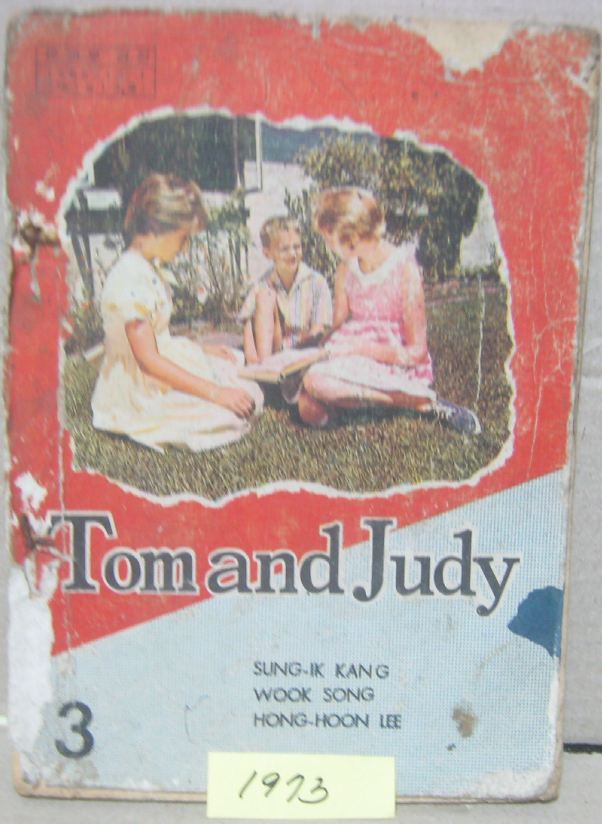 Tom and Judy
SUNG-IK KANG
WOOK SONG
HONG-HOON LEE
3
1973